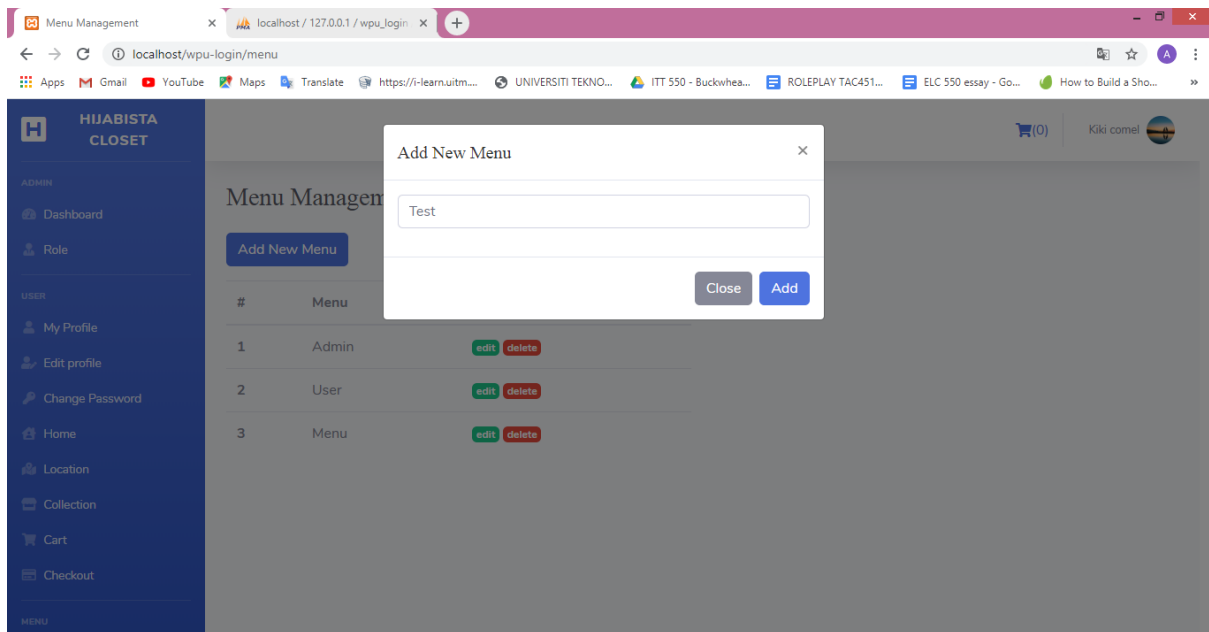 Menu Management
localhost / 127.0.0.1 / wpu_login
localhost/wpu-login/menu
A
Apps
Gmail
YouTube
Maps
Translate
https://i-learn.uitm...
UNIVERSITI TEKNO...
ITT 550 - Buckwhea...
ROLEPLAY TAC451...
ELC 550 essay - Go...
How to Build a Sho...
»
H
HIJABISTA
CLOSET
(0)
Kiki comel
ADMIN
Dashboard
Role
USER
My Profile
Edit profile
Change Password
Home
Location
Collection
Cart
Checkout
MENU
Menu Managem
Add New Menu
# Menu
1 Admin edit delete
2 User edit delete
3 Menu edit delete
Add New Menu ×
Test
Close Add